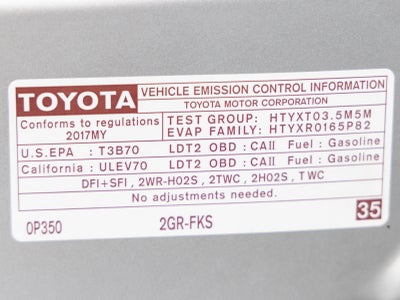 TOYOTA VEHICLE EMISSION CONTROL INFORMATION
TOYOTA MOTOR CORPORATION
Conforms to regulations 2017MY
TEST GROUP: HTYXT03.5M5M
EVAP FAMILY: HTYXR0165P82
U.S.EPA : T3B70 LDT2 OBD : CAII Fuel : Gasoline
California : ULEV70 LDT2 OBD : CAII Fuel : Gasoline
DFI+SFI , 2WR-HO2S , 2TWC , 2HO2S , TWC
No adjustments needed.
0P350 2GR-FKS 35